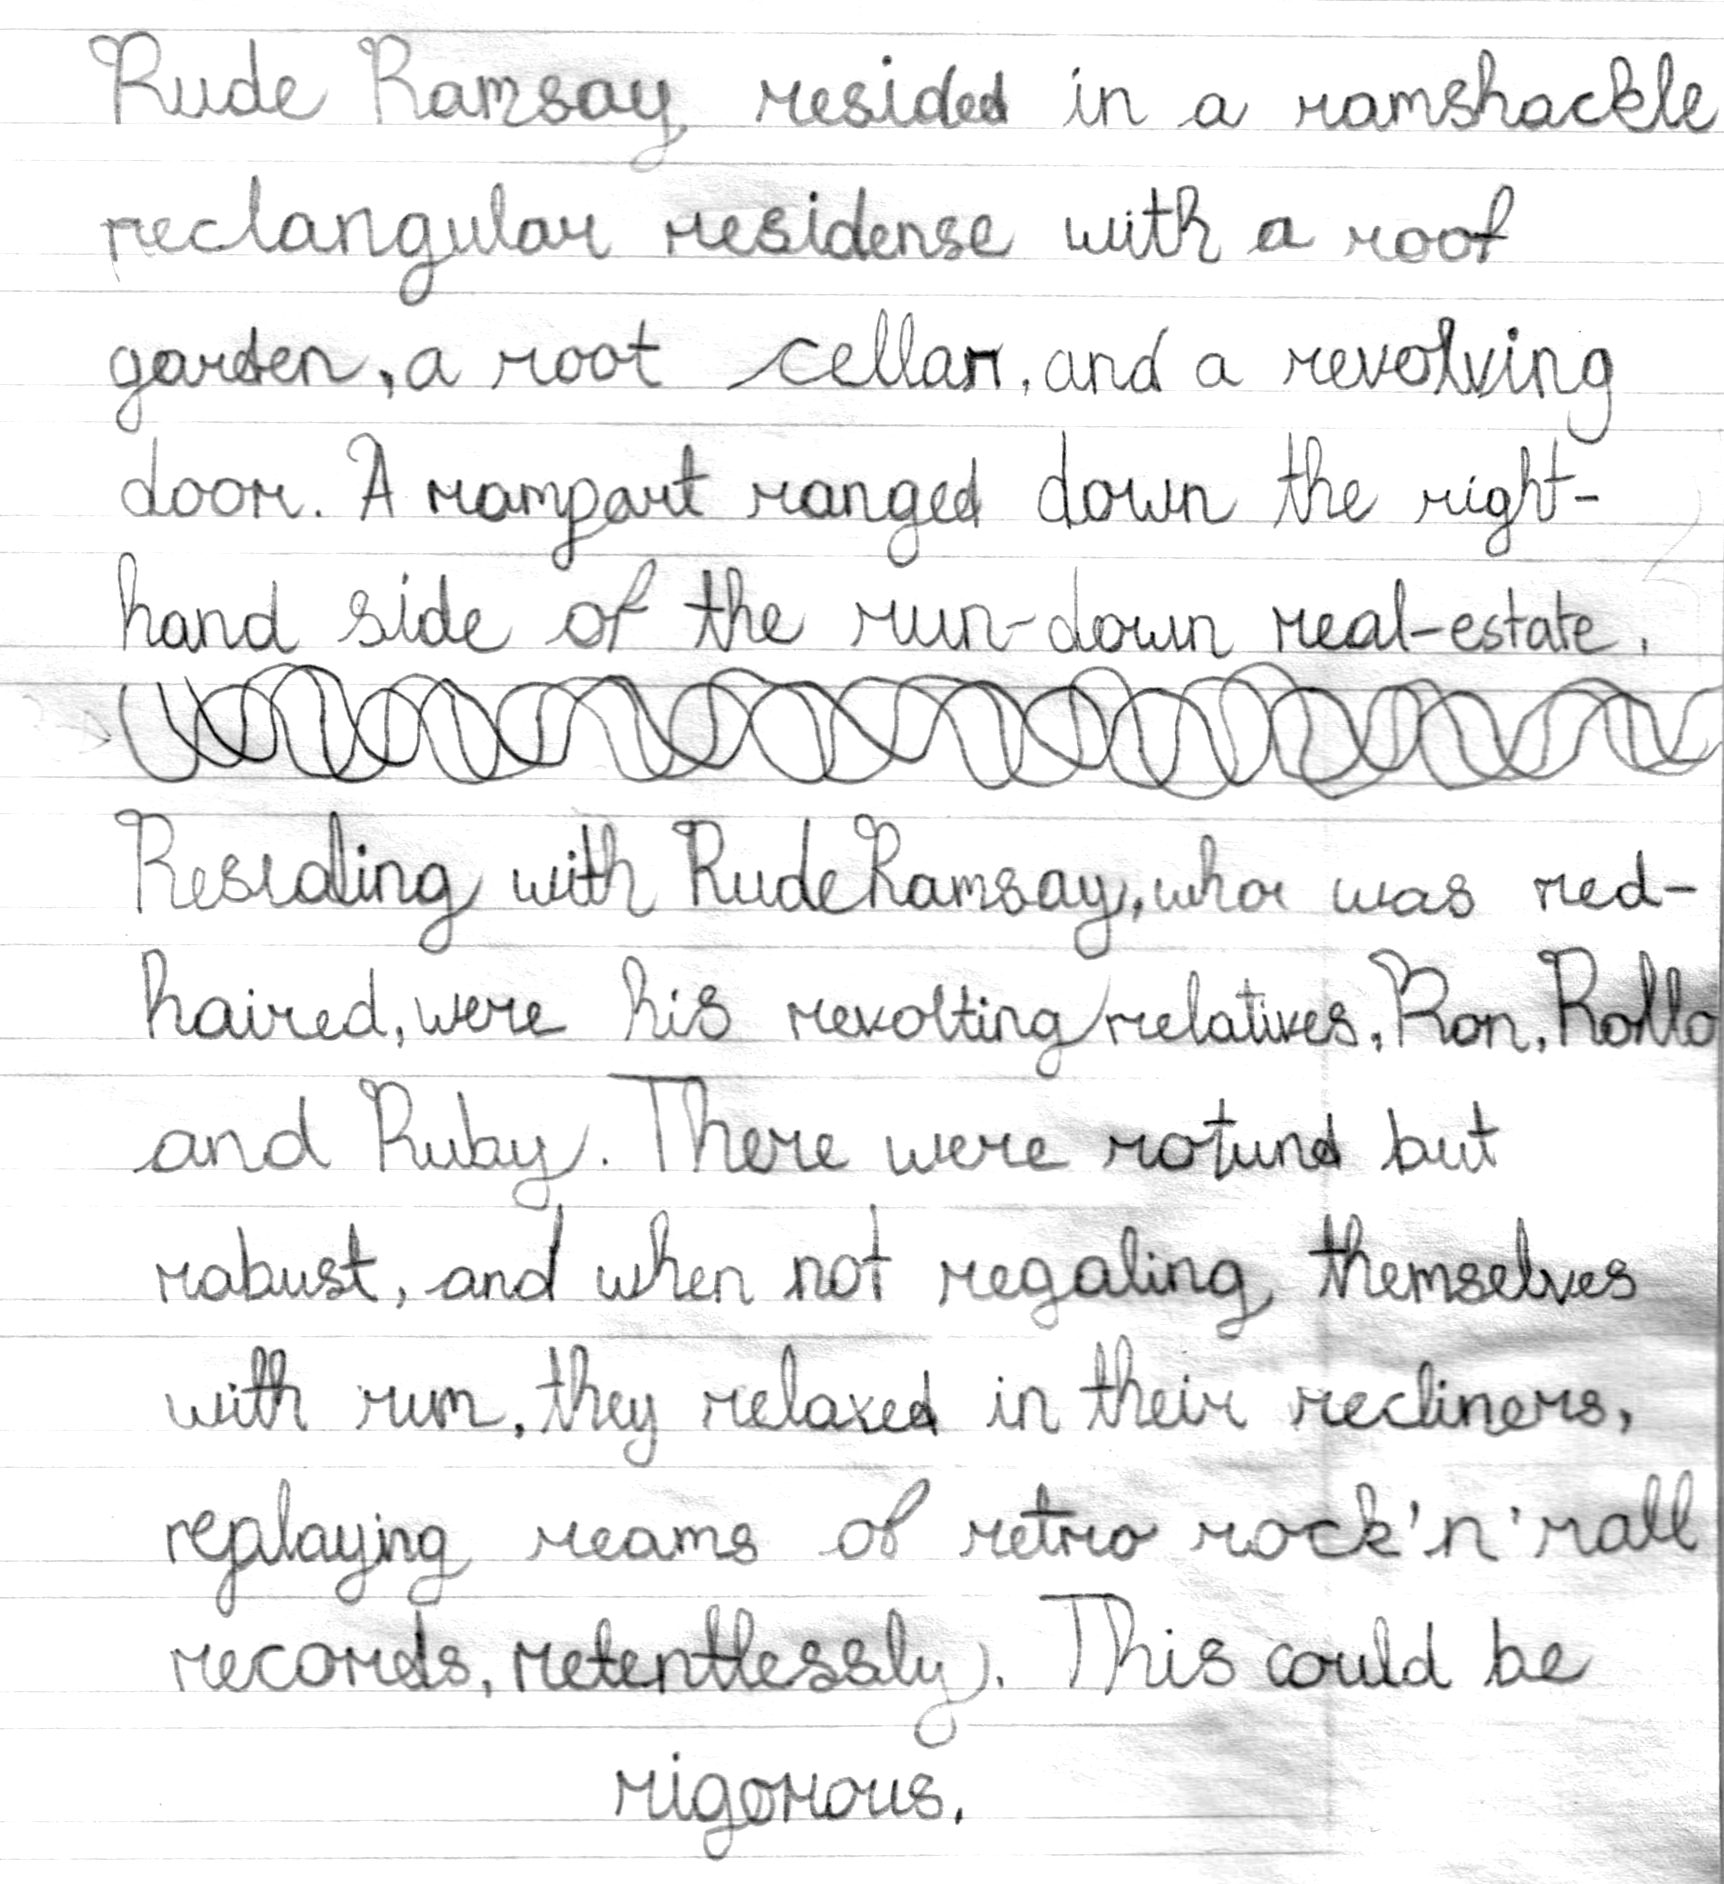 Rude Ramsay resided in a ramshackle
reclangular residense with a roof
garden, a root cellar, and a revolving
door. A rampart ranged down the right-
hand side of the run-down real-estate.
Residing with Rude Ramsay, who was red-
haired, were his revolting relatives, Ron, Rollo
and Ruby. There were rotund but
robust, and when not regaling themselves
with rum, they relaxed in their recliners,
replaying reams of retro rock'n'roll
records, retentlessly. This could be
rigorous.